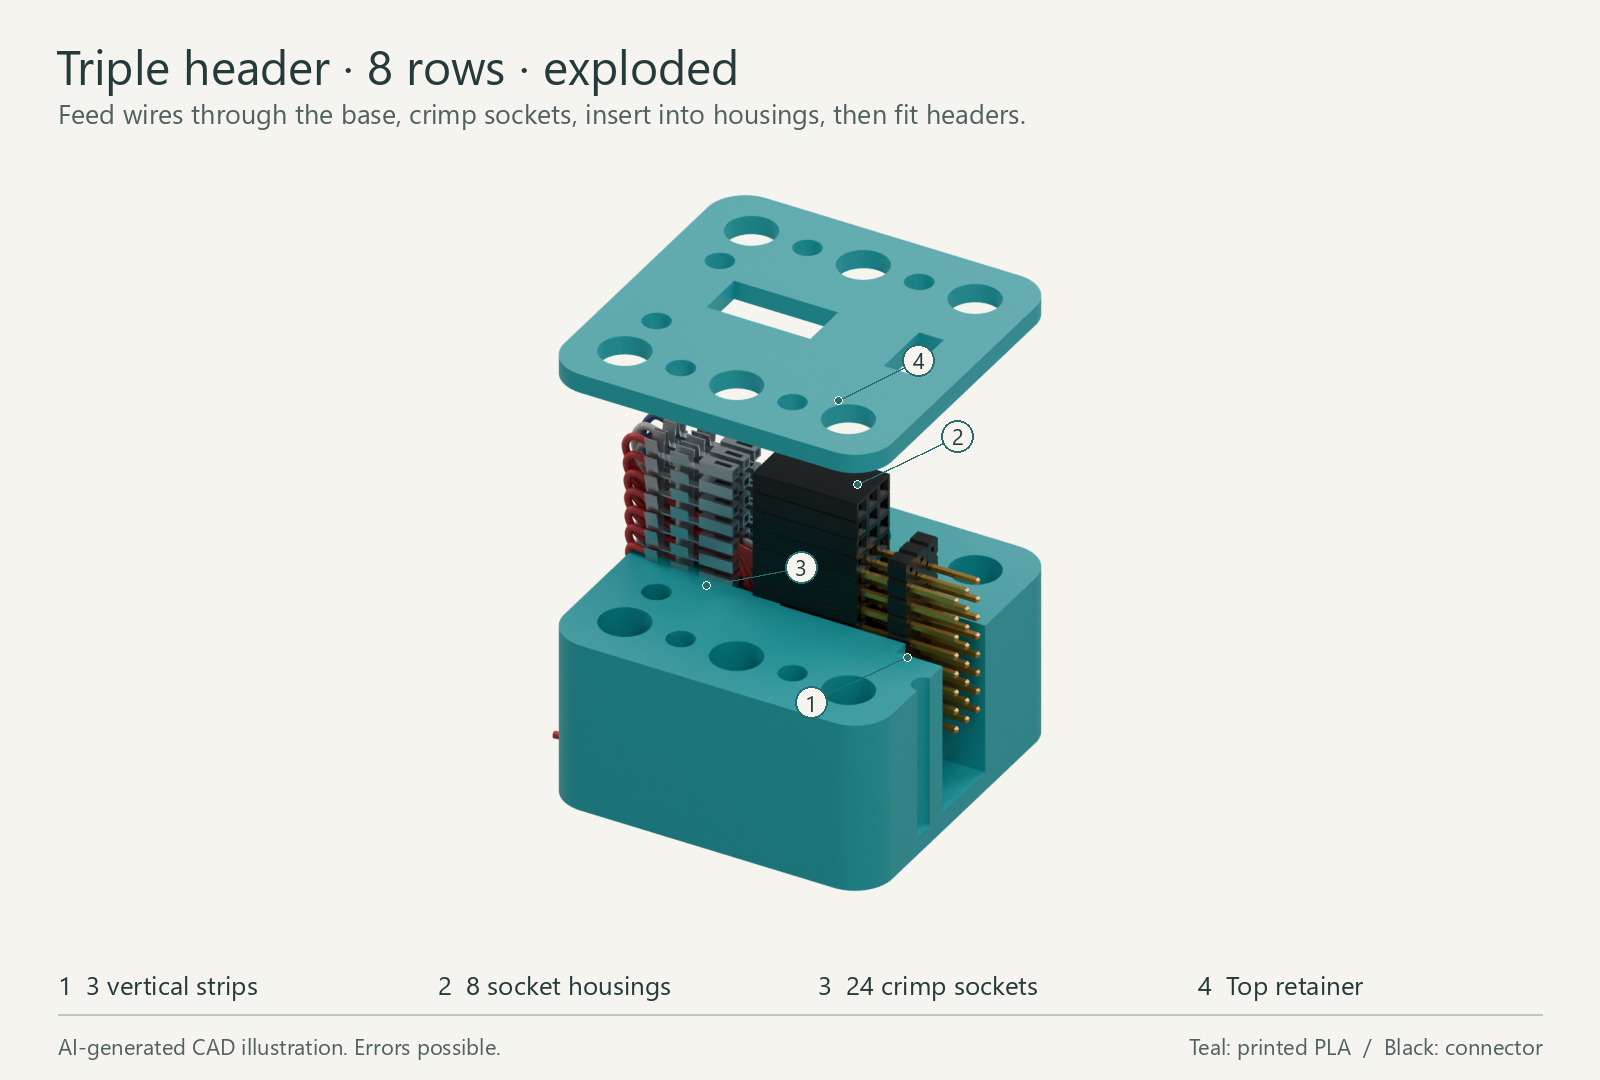 Triple header · 8 rows · exploded
Feed wires through the base, crimp sockets, insert into housings, then fit headers.
4
2
3
1
1 3 vertical strips
2 8 socket housings
3 24 crimp sockets
4 Top retainer
AI-generated CAD illustration. Errors possible.
Teal: printed PLA / Black: connector